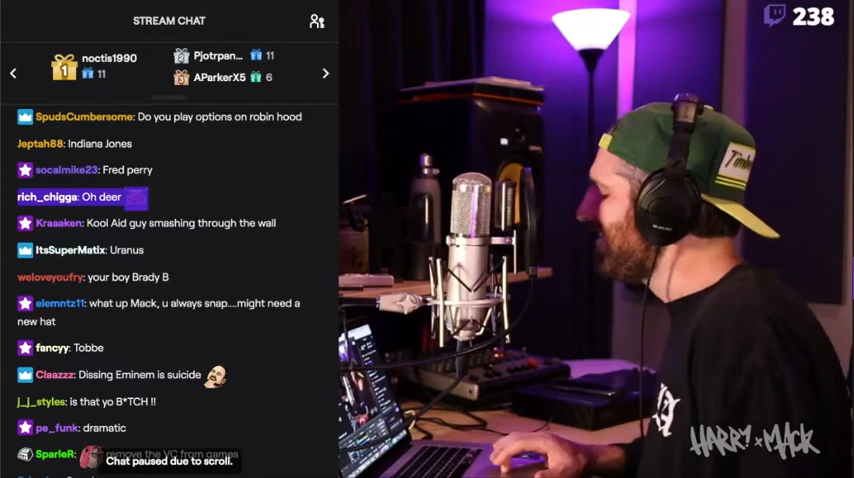 STREAM CHAT
238
1 noctis1990
11
2 Pjotrpan... 11
3 AParkerX5 6
SpudsCumbersome: Do you play options on robin hood
Jeptah88: Indiana Jones
socalmike23: Fred perry
rich_chigga: Oh deer
Kraaaken: Kool Aid guy smashing through the wall
ItsSuperMatix: Uranus
weloveyoufry: your boy Brady B
elemntz11: what up Mack, u always snap....might need a
new hat
fancyy: Tobbe
Claazzz: Dissing Eminem is suicide
j_j_styles: is that yo B*TCH !!
pe_funk: dramatic
SparleR: remove the VC from games
Chat paused due to scroll.
Timbe
HARRY x MACK